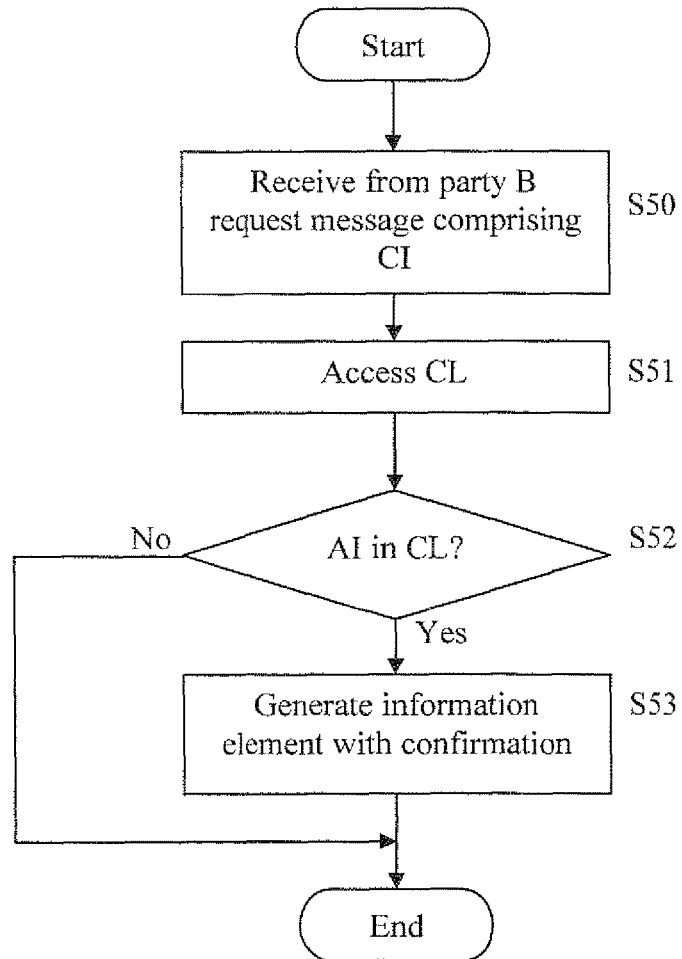 Start
Receive from party B
request message comprising
CI
S50
Access CL
S51
AI in CL?
S52
No
Yes
Generate information
element with confirmation
S53
End